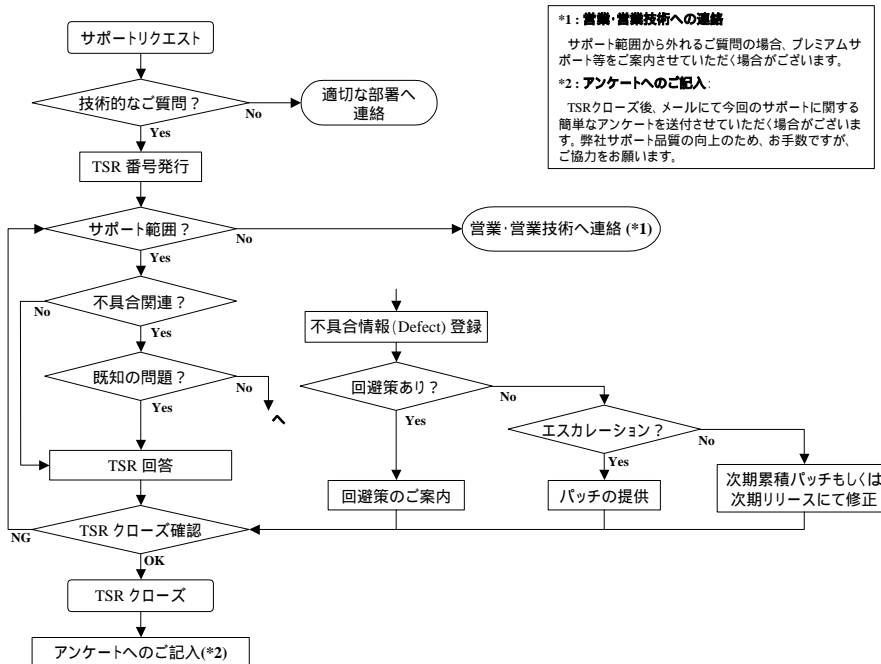 サポートリクエスト
技術的なご質問？
No
適切な部署へ
連絡
Yes
TSR 番号発行
サポート範囲？
No
営業・営業技術へ連絡 (*1)
Yes
不具合関連？
No
Yes
既知の問題？
No
へ
Yes
TSR 回答
TSR クローズ確認
NG
OK
TSR クローズ
アンケートへのご記入(*2)
不具合情報(Defect) 登録
回避策あり？
No
Yes
エスカレーション？
No
Yes
回避策のご案内
パッチの提供
次期累積パッチもしくは
次期リリースにて修正
*1 : 営業・営業技術への連絡
サポート範囲から外れるご質問の場合、プレミアムサ
ポート等をご案内させていただく場合がございます。
*2 : アンケートへのご記入:
TSRクローズ後、メールにて今回のサポートに関する
簡単なアンケートを送付させていただく場合がございま
す。弊社サポート品質の向上のため、お手数ですが、
ご協力をお願います。